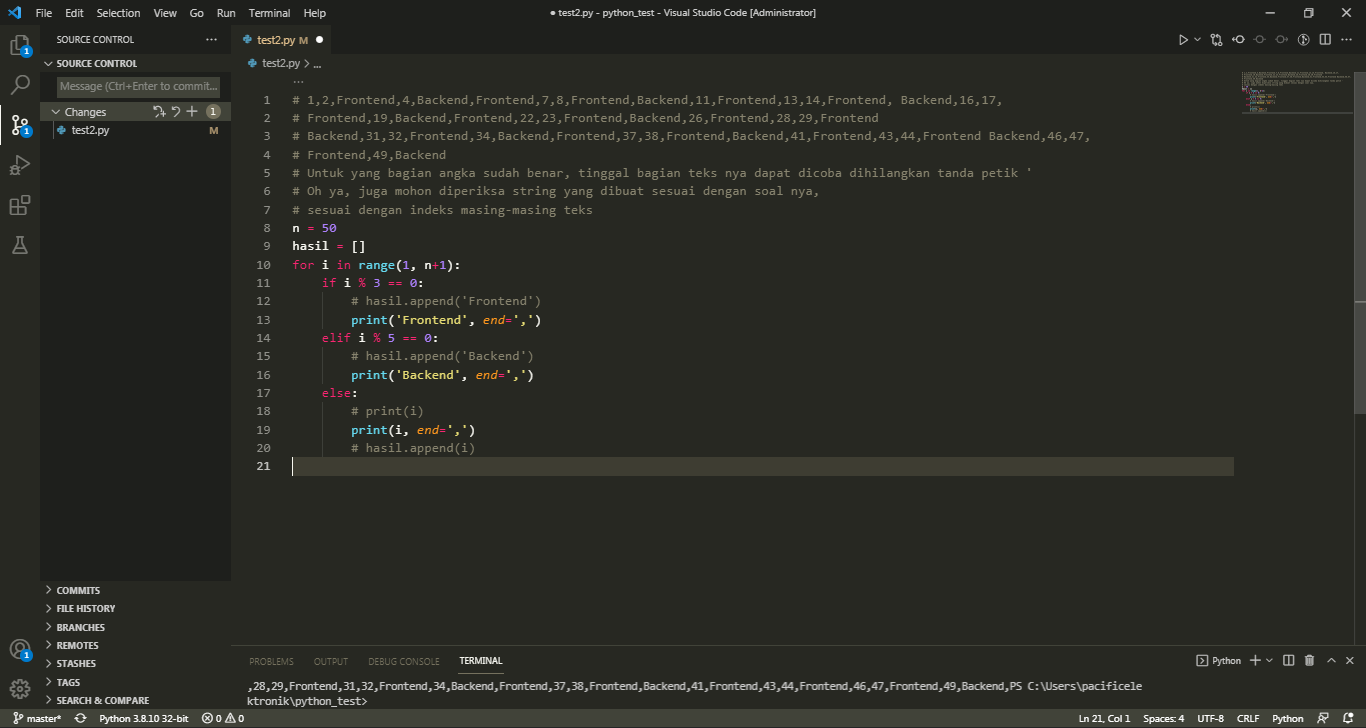 File Edit Selection View Go Run Terminal Help
● test2.py - python_test - Visual Studio Code [Administrator]
SOURCE CONTROL ...
test2.py M ●
SOURCE CONTROL
test2.py > ...
Message (Ctrl+Enter to commit...
Changes 1
test2.py M
...
1 # 1,2,Frontend,4,Backend,Frontend,7,8,Frontend,Backend,11,Frontend,13,14,Frontend, Backend,16,17,
2 # Frontend,19,Backend,Frontend,22,23,Frontend,Backend,26,Frontend,28,29,Frontend
3 # Backend,31,32,Frontend,34,Backend,Frontend,37,38,Frontend,Backend,41,Frontend,43,44,Frontend Backend,46,47,
4 # Frontend,49,Backend
5 # Untuk yang bagian angka sudah benar, tinggal bagian teks nya dapat dicoba dihilangkan tanda petik '
6 # Oh ya, juga mohon diperiksa string yang dibuat sesuai dengan soal nya,
7 # sesuai dengan indeks masing-masing teks
8 n = 50
9 hasil = []
10 for i in range(1, n+1):
11 if i % 3 == 0:
12 # hasil.append('Frontend')
13 print('Frontend', end=',')
14 elif i % 5 == 0:
15 # hasil.append('Backend')
16 print('Backend', end=',')
17 else:
18 # print(i)
19 print(i, end=',')
20 # hasil.append(i)
21
COMMITS
FILE HISTORY
BRANCHES
REMOTES
STASHES
TAGS
SEARCH & COMPARE
1
1
1
PROBLEMS OUTPUT DEBUG CONSOLE TERMINAL
Python
,28,29,Frontend,31,32,Frontend,34,Backend,Frontend,37,38,Frontend,Backend,41,Frontend,43,44,Frontend,46,47,Frontend,49,Backend,PS C:\Users\pacificele
ktronik\python_test>
master* Python 3.8.10 32-bit 0 0
Ln 21, Col 1 Spaces: 4 UTF-8 CRLF Python